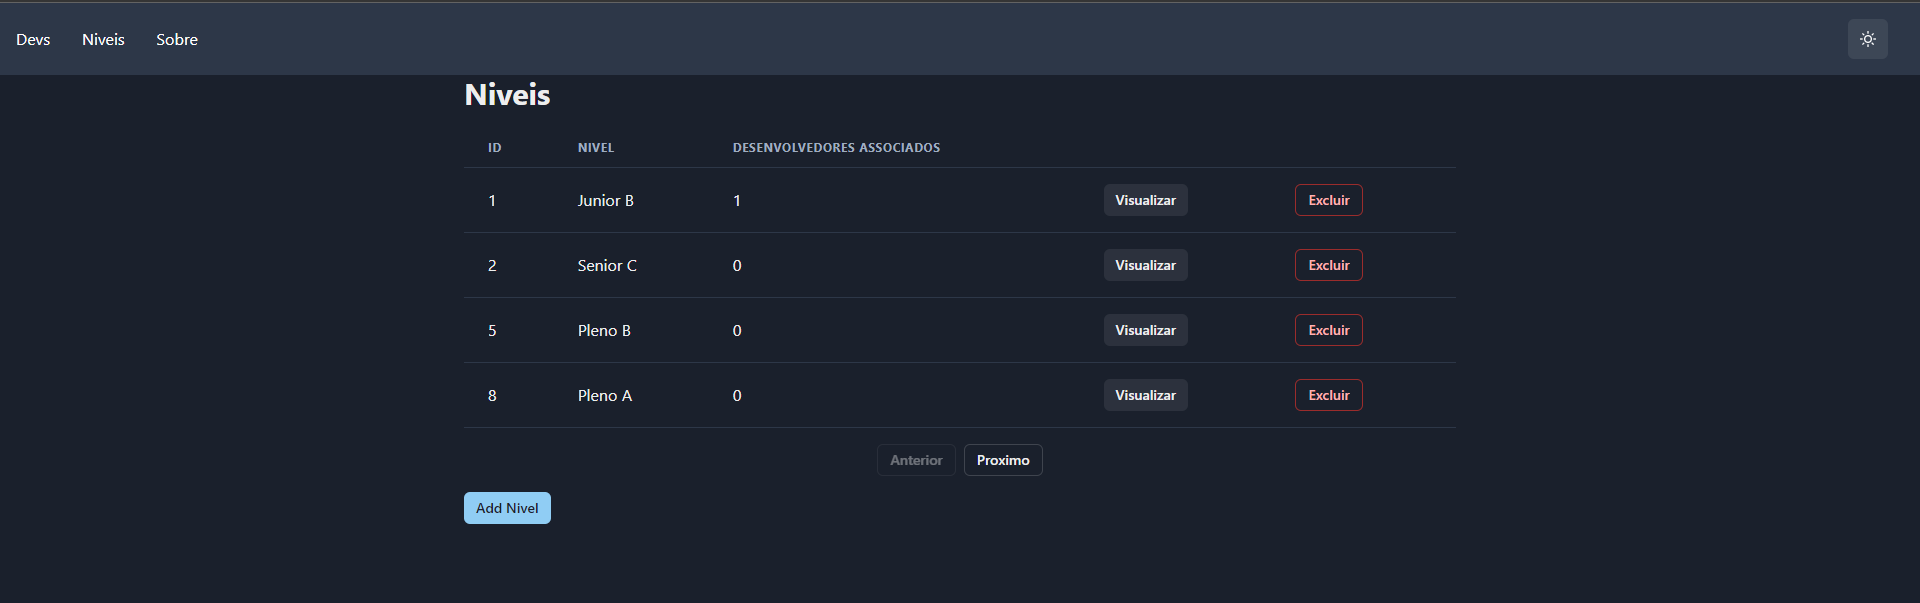 Devs Niveis Sobre
Niveis
ID NIVEL DESENVOLVEDORES ASSOCIADOS
1 Junior B 1 Visualizar Excluir
2 Senior C 0 Visualizar Excluir
5 Pleno B 0 Visualizar Excluir
8 Pleno A 0 Visualizar Excluir
Anterior Proximo
Add Nivel